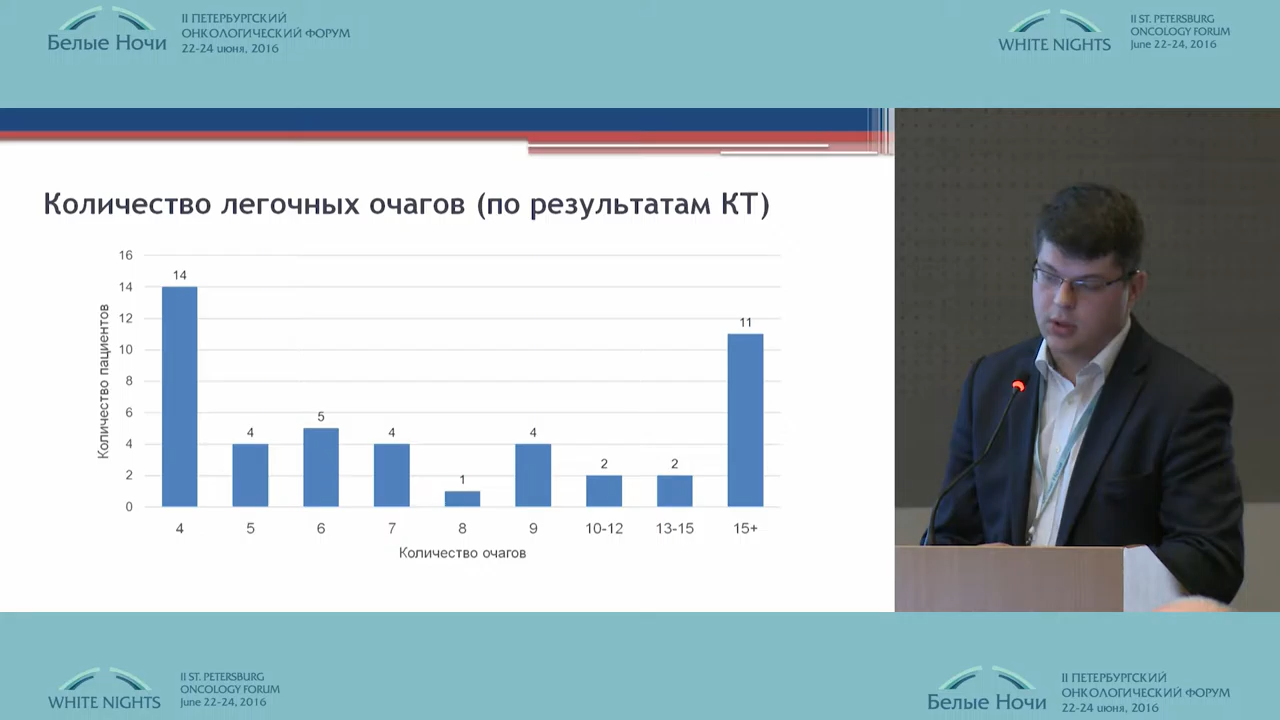 Белые Ночи
II ПЕТЕРБУРГСКИЙ
ОНКОЛОГИЧЕСКИЙ ФОРУМ
22-24 июня, 2016
WHITE NIGHTS
II ST. PETERSBURG
ONCOLOGY FORUM
June 22-24, 2016
Количество легочных очагов (по результатам КТ)
Количество пациентов
16
14
12
10
8
6
4
2
0
14
4
5
4
1
4
2
2
11
4 5 6 7 8 9 10-12 13-15 15+
Количество очагов
WHITE NIGHTS
II ST. PETERSBURG
ONCOLOGY FORUM
June 22-24, 2016
Белые Ночи
II ПЕТЕРБУРГСКИЙ
ОНКОЛОГИЧЕСКИЙ ФОРУМ
22-24 июня, 2016